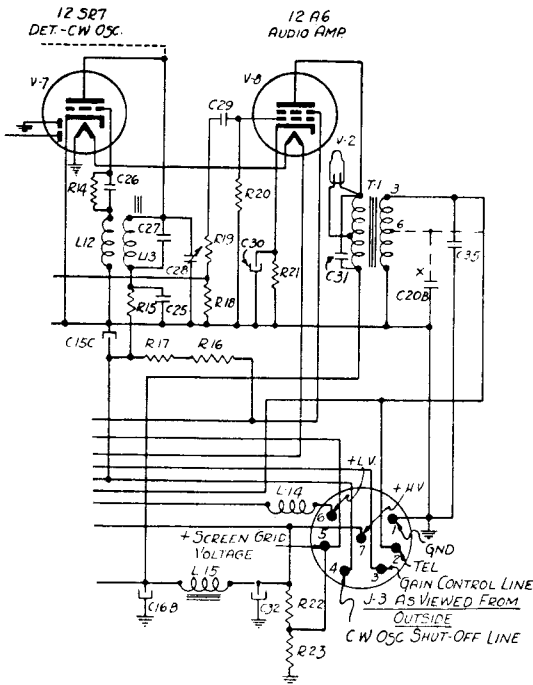 12 SR7
DET.-CW OSC.
12 A6
AUDIO AMP.
V-7
V-8
C29
V-2
C26
R14
R20
T-1
3
L12
C27
L13
R19
C30
6
C28
R21
C31
X
C35
C20B
R15
C25
R18
C15C
R17
R16
+L.V.
L-14
+HV
6
1
+SCREEN GRID
VOLTAGE
5
7
2
GND
4
3
TEL
L 15
GAIN CONTROL LINE
C16B
C32
R22
J-3 AS VIEWED FROM
OUTSIDE
CW OSC SHUT-OFF LINE
R23